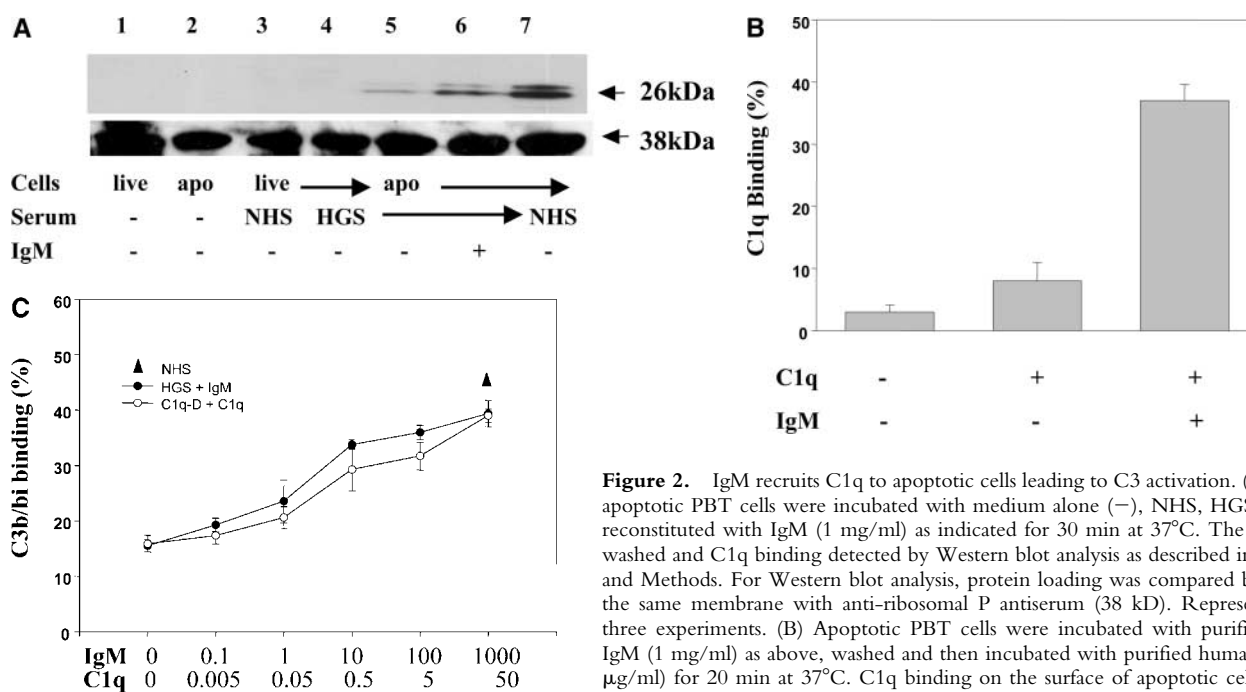 A
1 2 3 4 5 6 7
26kDa
38kDa
Cells live apo live apo
Serum - - NHS HGS NHS
IgM - - - - - + -
B
C1q Binding (%)
50
40
30
20
10
0
C1q - + +
IgM - - +
C
C3b/bi binding (%)
60
50
40
30
20
10
0
NHS
HGS + IgM
C1q-D + C1q
IgM 0 0.1 1 10 100 1000
C1q 0 0.005 0.05 0.5 5 50
Figure 2. IgM recruits C1q to apoptotic cells leading to C3 activation. (
apoptotic PBT cells were incubated with medium alone (−), NHS, HGS
reconstituted with IgM (1 mg/ml) as indicated for 30 min at 37°C. The
washed and C1q binding detected by Western blot analysis as described in
and Methods. For Western blot analysis, protein loading was compared b
the same membrane with anti-ribosomal P antiserum (38 kD). Represe
three experiments. (B) Apoptotic PBT cells were incubated with purifi
IgM (1 mg/ml) as above, washed and then incubated with purified human
μg/ml) for 20 min at 37°C. C1q binding on the surface of apoptotic cel